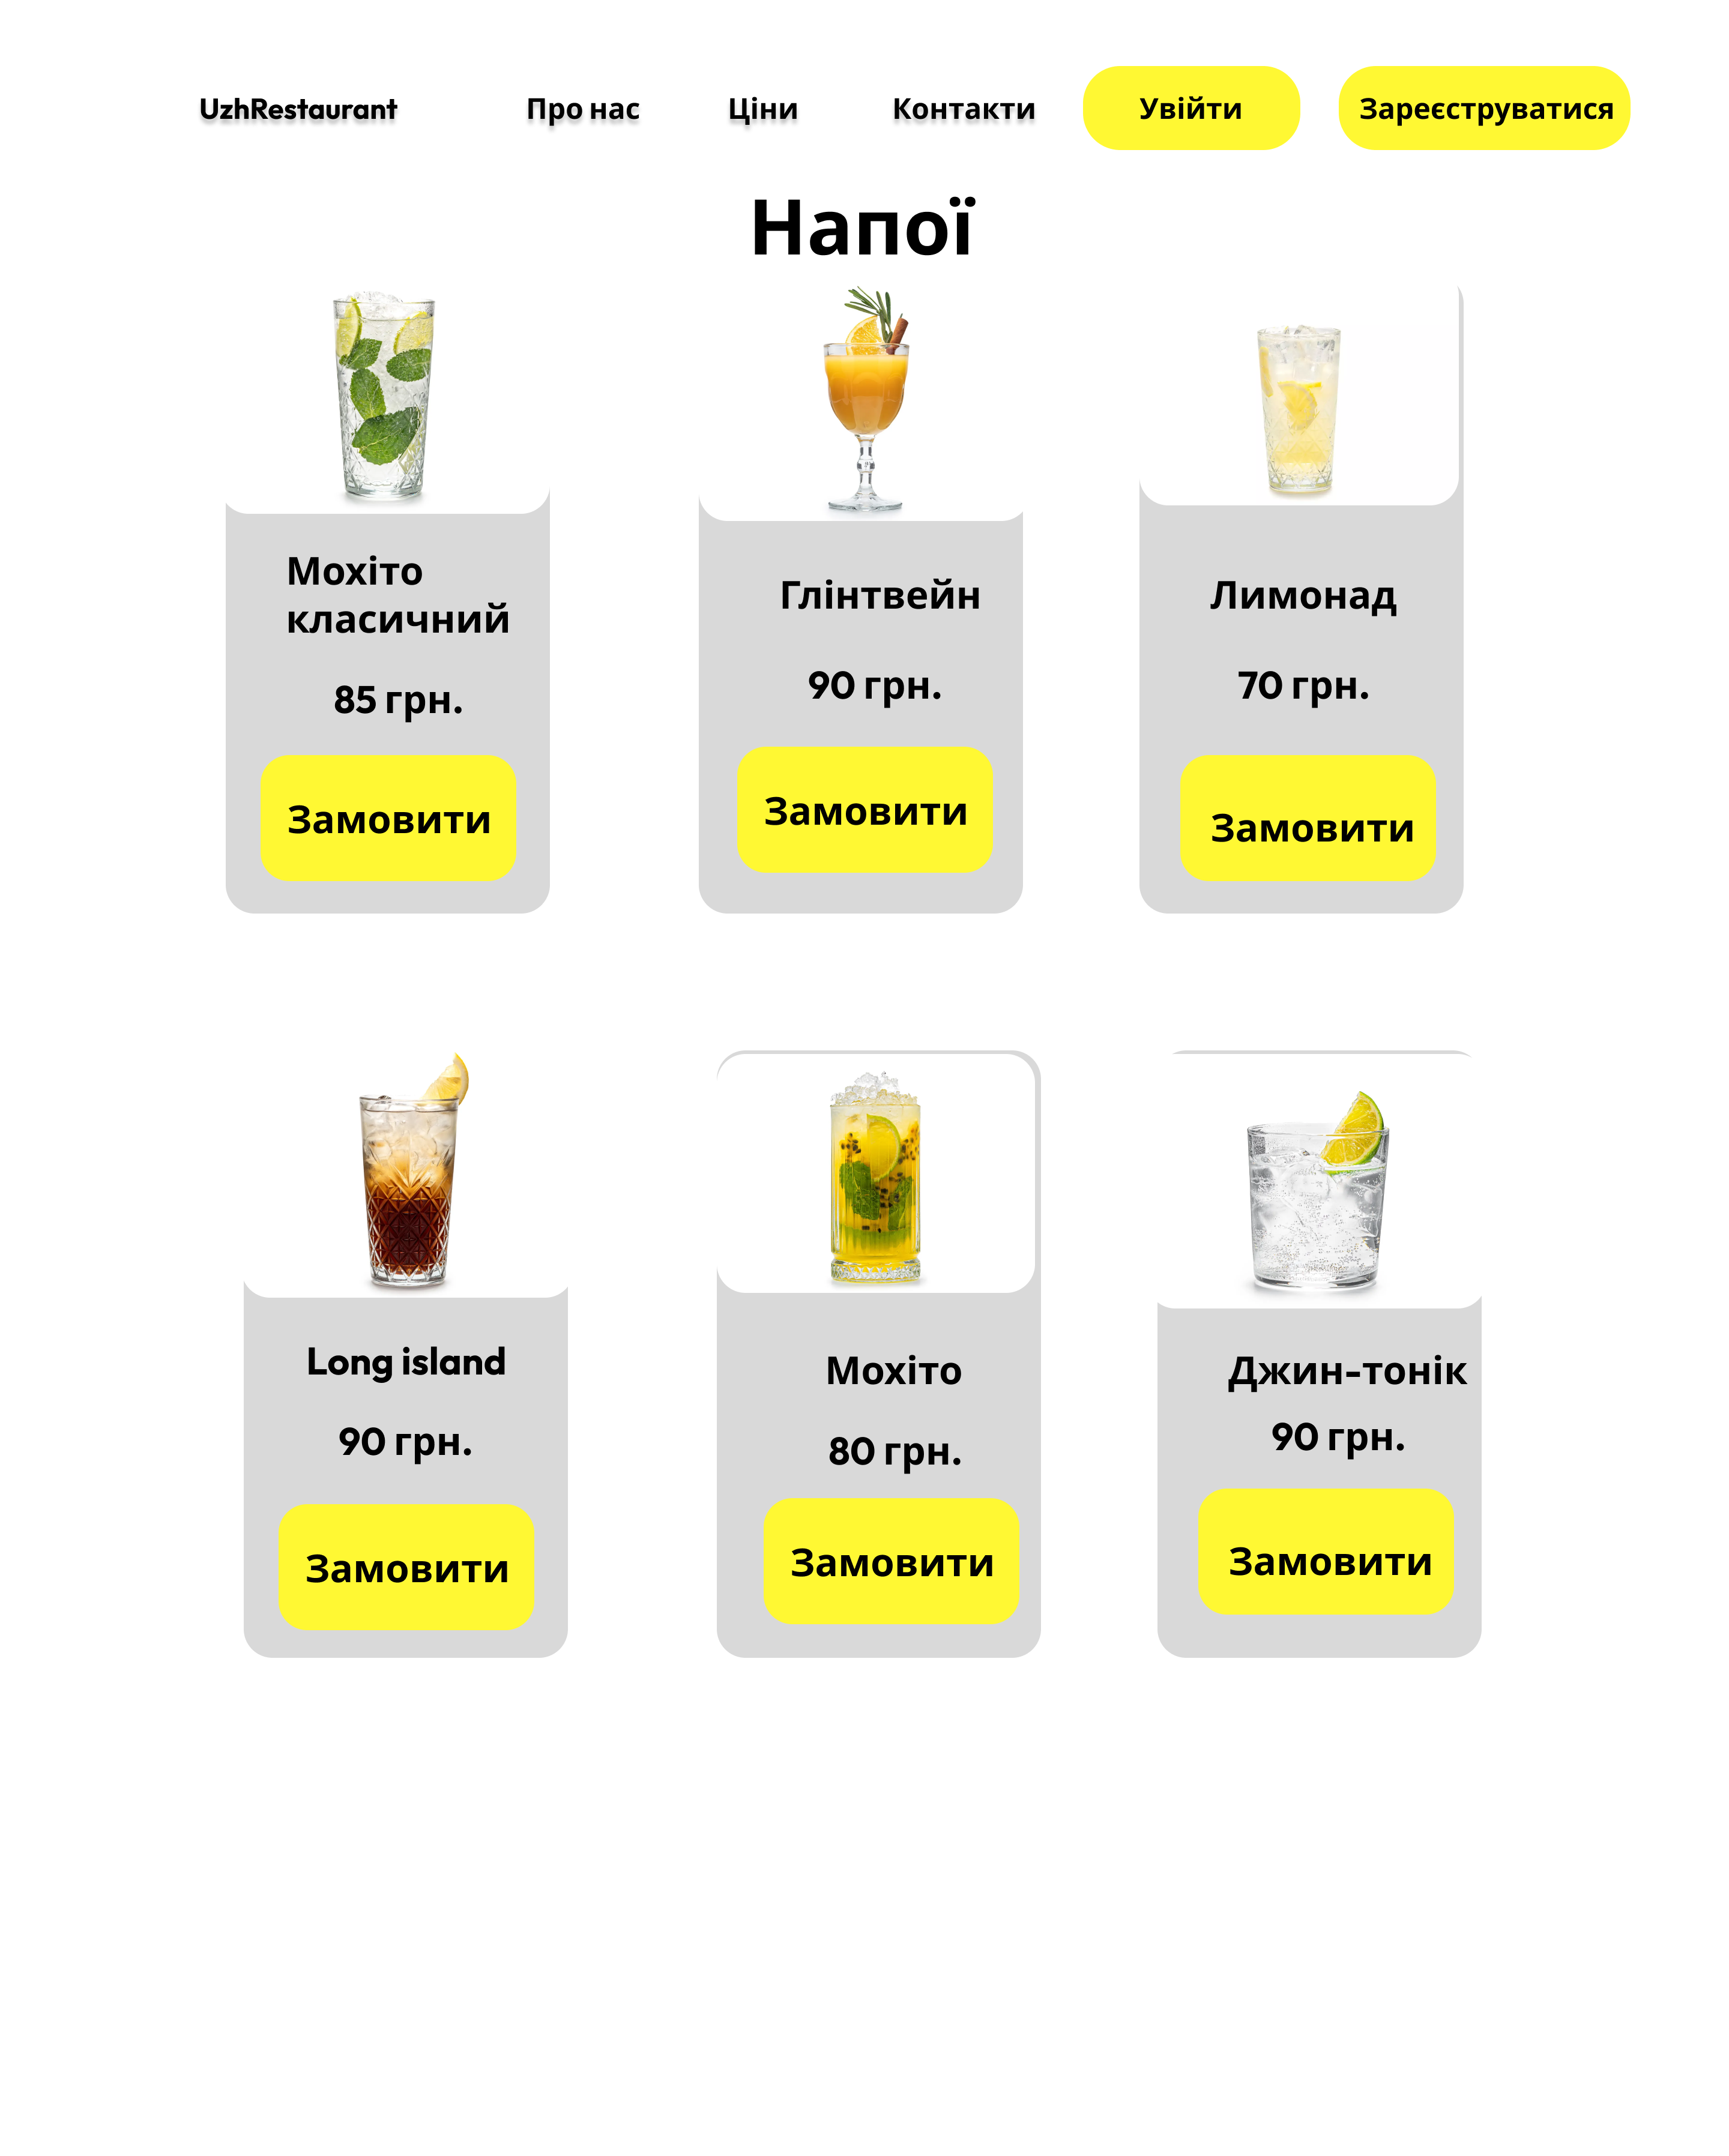 UzhRestaurant
Про нас
Ціни
Контакти
Увійти
Зареєструватися
Напої
Мохіто
класичний
85 грн.
Замовити
Глінтвейн
90 грн.
Замовити
Лимонад
70 грн.
Замовити
Long island
90 грн.
Замовити
Мохіто
80 грн.
Замовити
Джин-тонік
90 грн.
Замовити